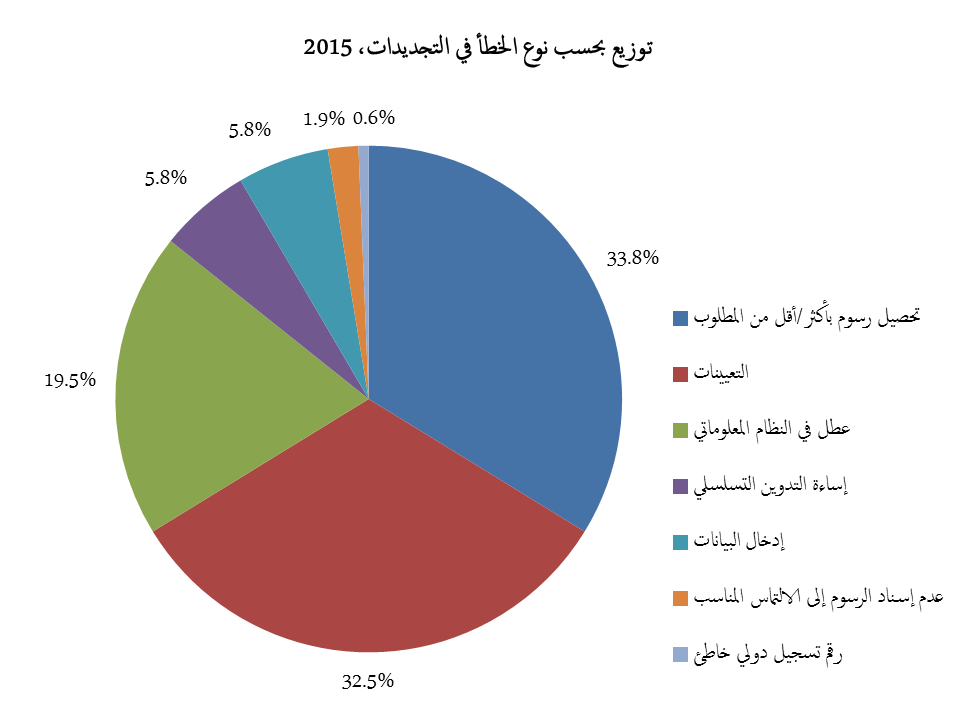 توزيع بحسب نوع الخطأ في التجديدات، 2015
0.6%
1.9%
5.8%
5.8%
33.8%
19.5%
32.5%
تحصيل رسوم بأكثر/أقل من المطلوب
التعيينات
عطل في النظام المعلوماتي
إساءة التدوين التسلسلي
إدخال البيانات
عدم إسناد الرسوم إلى الالتماس المناسب
رقم تسجيل دولي خاطئ